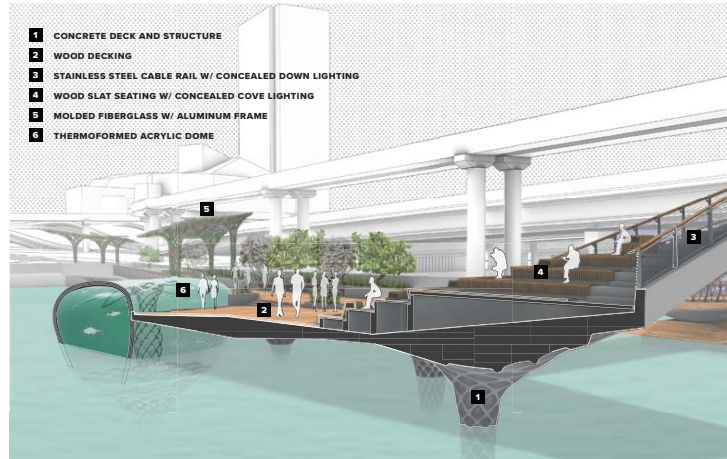 1 CONCRETE DECK AND STRUCTURE
2 WOOD DECKING
3 STAINLESS STEEL CABLE RAIL W/ CONCEALED DOWN LIGHTING
4 WOOD SLAT SEATING W/ CONCEALED COVE LIGHTING
5 MOLDED FIBERGLASS W/ ALUMINUM FRAME
6 THERMOFORMED ACRYLIC DOME
5
3
4
6
2
1